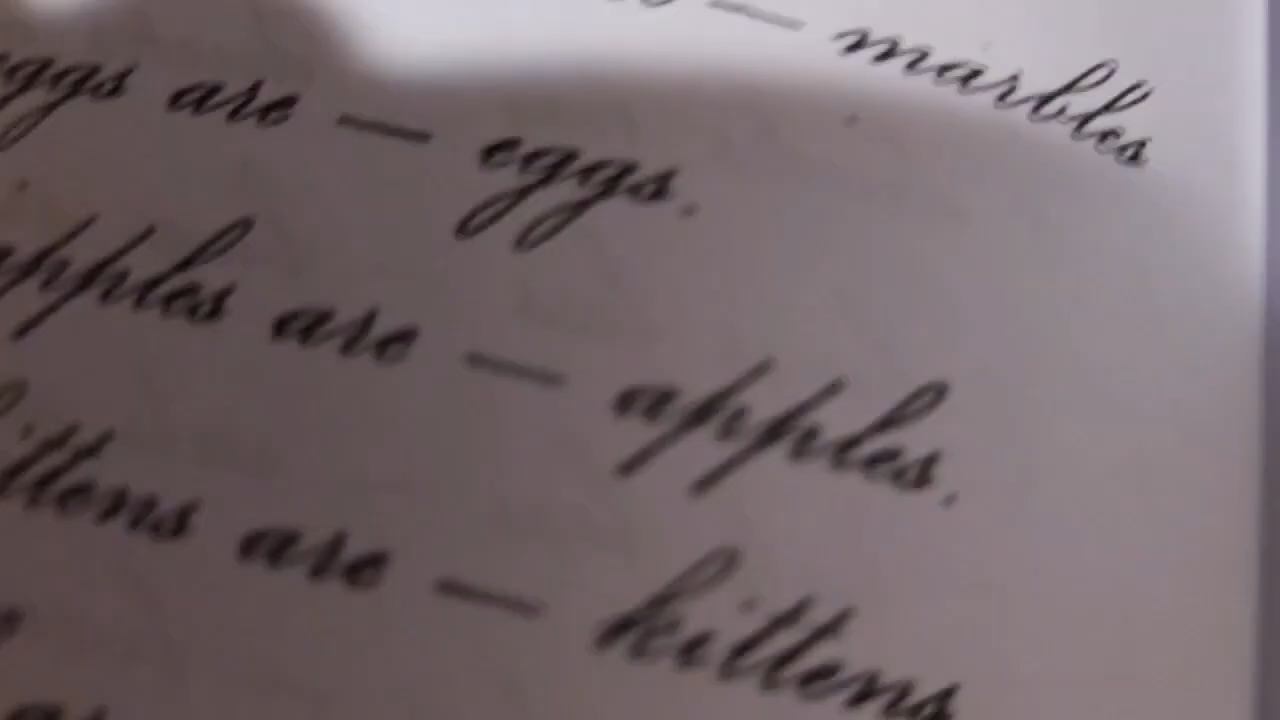 — marbles
eggs are — eggs.
apples are — apples.
kittens are — kittens